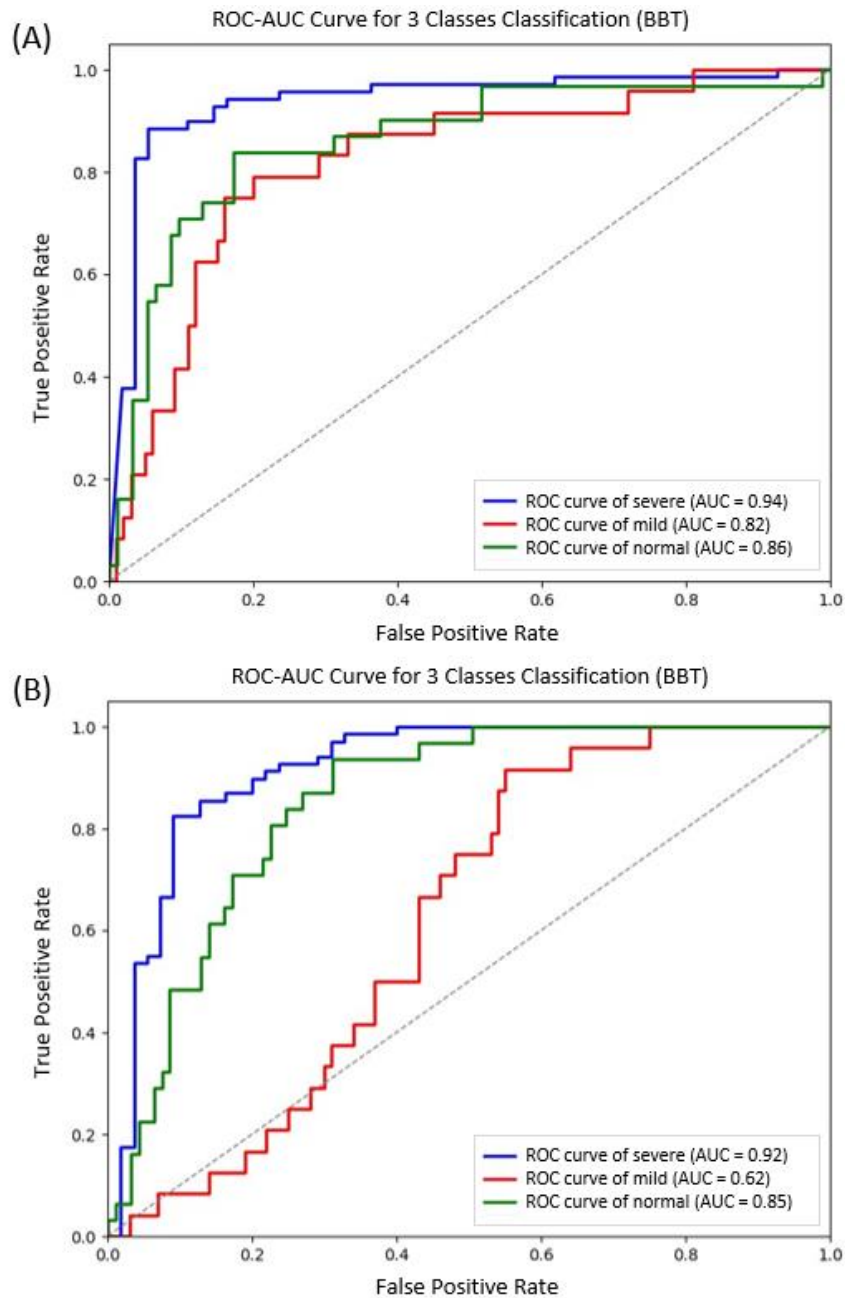 (A)
ROC-AUC Curve for 3 Classes Classification (BBT)
1.0
0.8
0.6
0.4
0.2
0.0
True Poseitive Rate
ROC curve of severe (AUC = 0.94)
ROC curve of mild (AUC = 0.82)
ROC curve of normal (AUC = 0.86)
0.0 0.2 0.4 0.6 0.8 1.0
False Positive Rate
(B)
ROC-AUC Curve for 3 Classes Classification (BBT)
1.0
0.8
0.6
0.4
0.2
0.0
True Poseitive Rate
ROC curve of severe (AUC = 0.92)
ROC curve of mild (AUC = 0.62)
ROC curve of normal (AUC = 0.85)
0.0 0.2 0.4 0.6 0.8 1.0
False Positive Rate